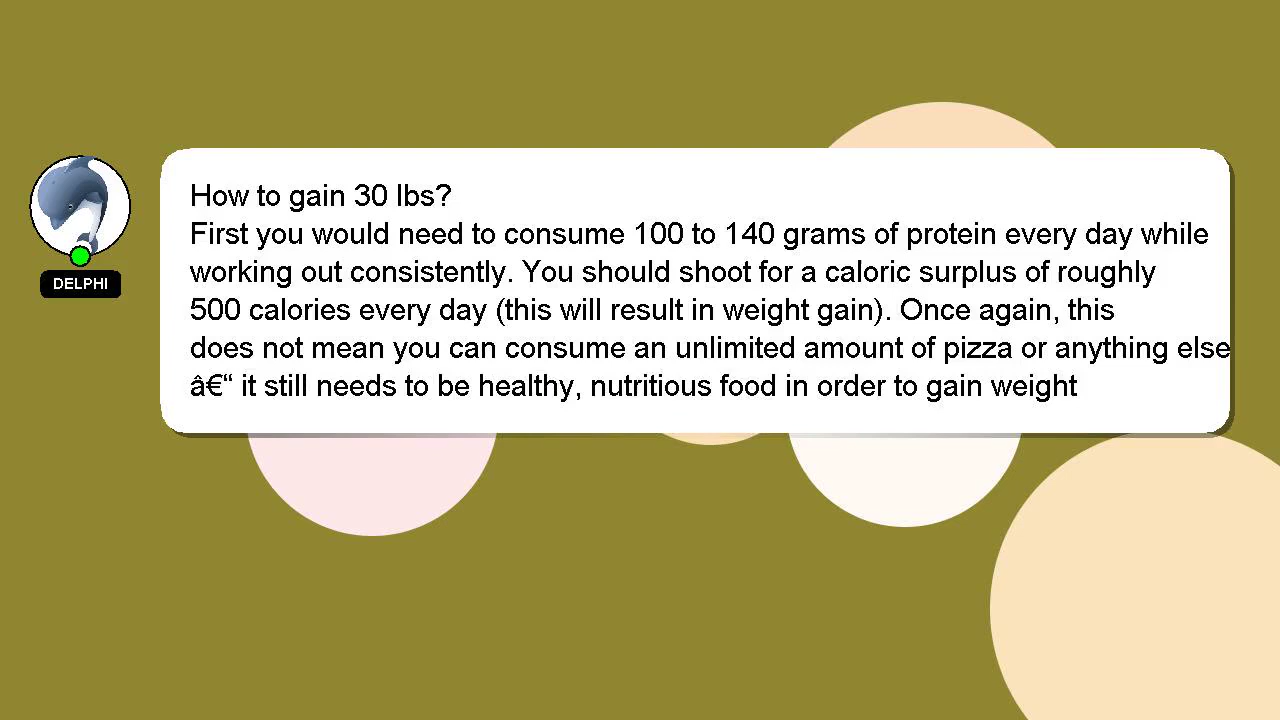 How to gain 30 lbs?
First you would need to consume 100 to 140 grams of protein every day while
working out consistently. You should shoot for a caloric surplus of roughly
500 calories every day (this will result in weight gain). Once again, this
does not mean you can consume an unlimited amount of pizza or anything else
â€“ it still needs to be healthy, nutritious food in order to gain weight
DELPHI